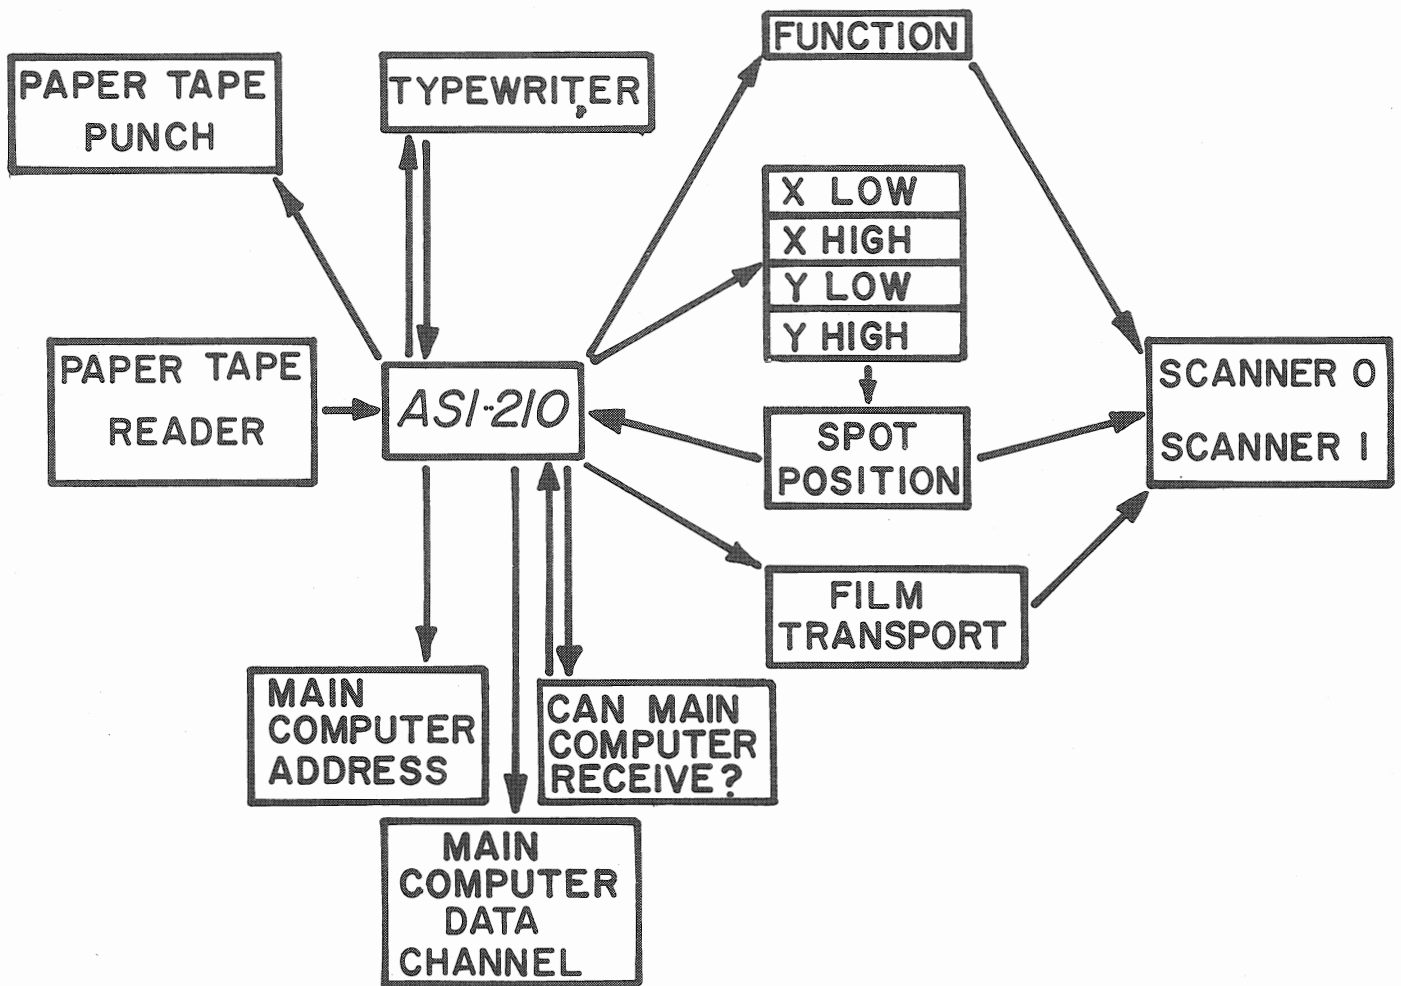 FUNCTION
PAPER TAPE
PUNCH
TYPEWRITER
X LOW
X HIGH
Y LOW
Y HIGH
PAPER TAPE
READER
ASI-210
SPOT
POSITION
SCANNER 0
SCANNER 1
FILM
TRANSPORT
MAIN
COMPUTER
ADDRESS
CAN MAIN
COMPUTER
RECEIVE?
MAIN
COMPUTER
DATA
CHANNEL